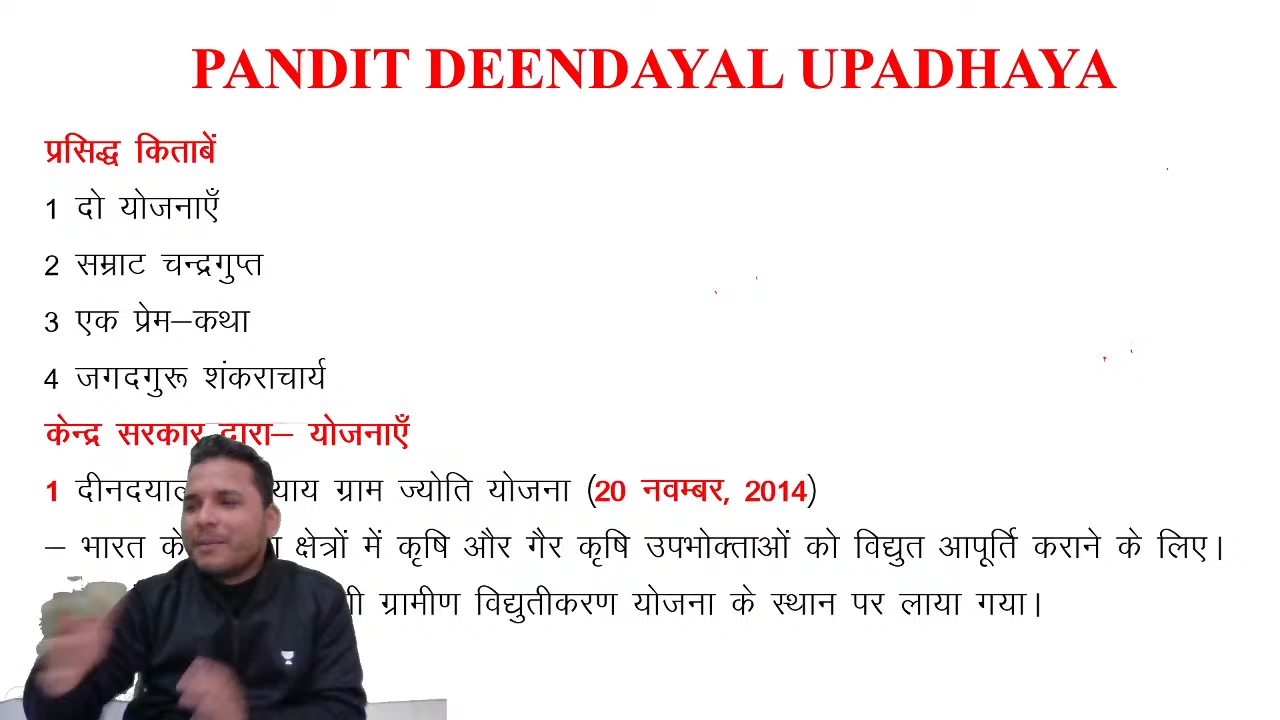 PANDIT DEENDAYAL UPADHAYA
प्रसिद्ध किताबें
1 दो योजनाएँ
2 सम्राट चन्द्रगुप्त
3 एक प्रेम–कथा
4 जगदगुरू शंकराचार्य
केन्द्र सरकार द्वारा– योजनाएँ
1 ग्राम ज्योति योजना (20 नवम्बर, 2014)
– भारत के क्षेत्रों में कृषि और गैर कृषि उपभोक्ताओं को विद्युत आपूर्ति कराने के लिए।
ग्रामीण विद्युतीकरण योजना के स्थान पर लाया गया।